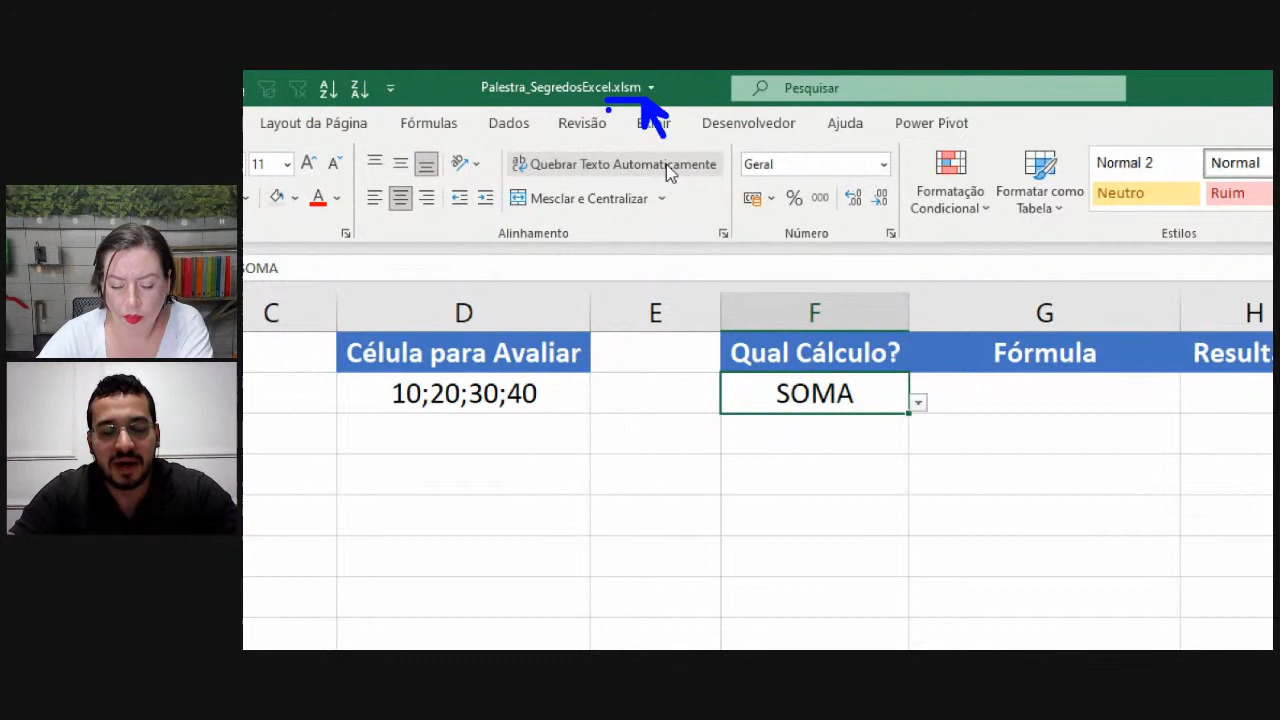 Palestra_SegredosExcel.xlsm
Pesquisar
Layout da Página
Fórmulas
Dados
Revisão
Desenvolvedor
Ajuda
Power Pivot
11
Quebrar Texto Automaticamente
Geral
Mesclar e Centralizar
% 000
Formatação
Condicional
Formatar como
Tabela
Normal 2
Normal
Neutro
Ruim
Alinhamento
Número
Estilos
SOMA
C D E F G H
Célula para Avaliar
Qual Cálculo?
Fórmula
Result
10;20;30;40
SOMA